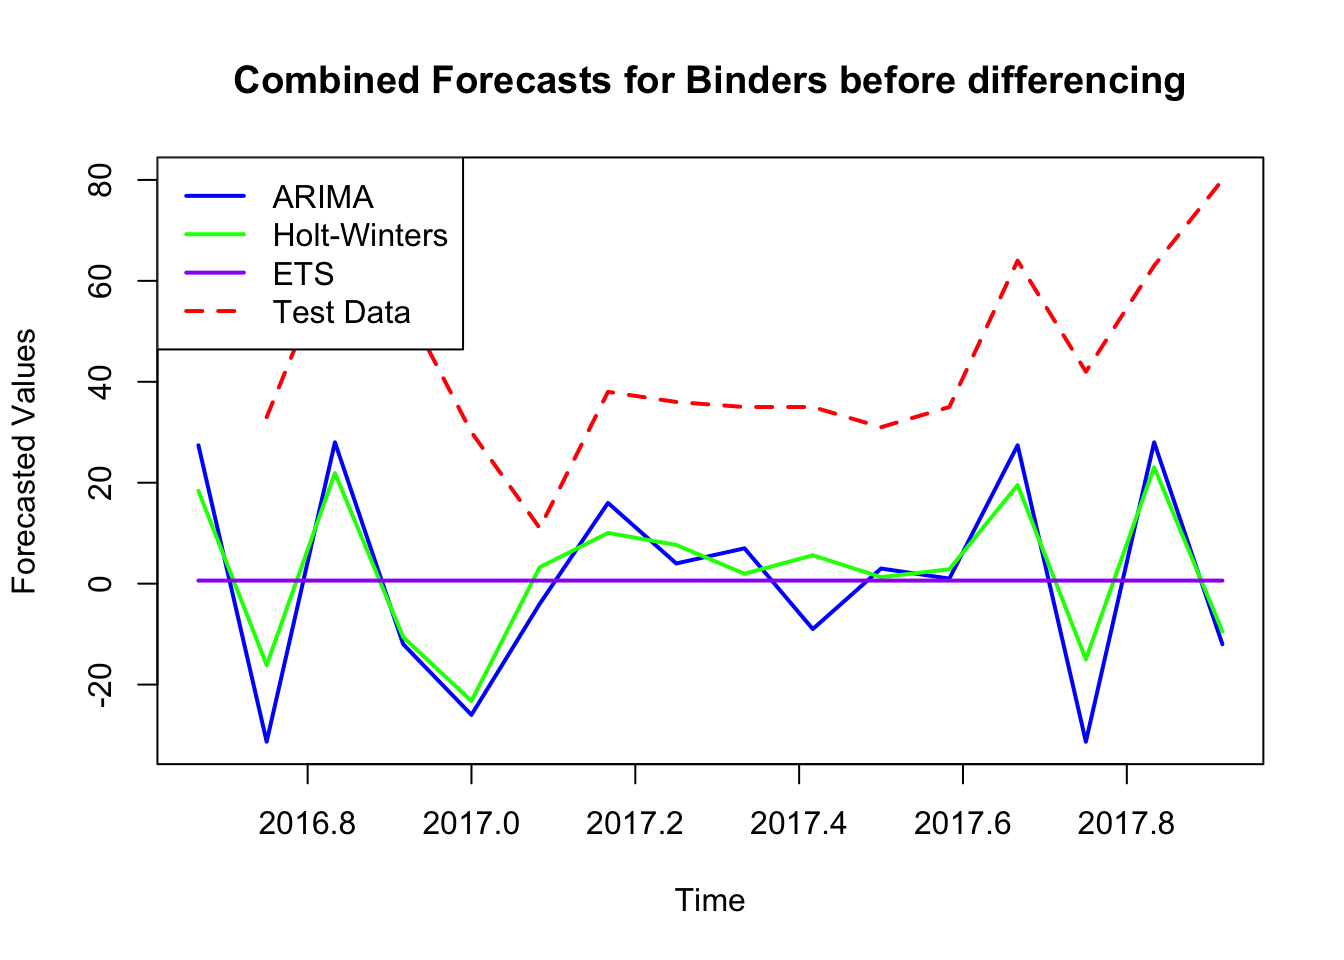 Combined Forecasts for Binders before differencing
ARIMA
Holt-Winters
ETS
Test Data
Forecasted Values
80
60
40
20
0
-20
2016.8 2017.0 2017.2 2017.4 2017.6 2017.8
Time